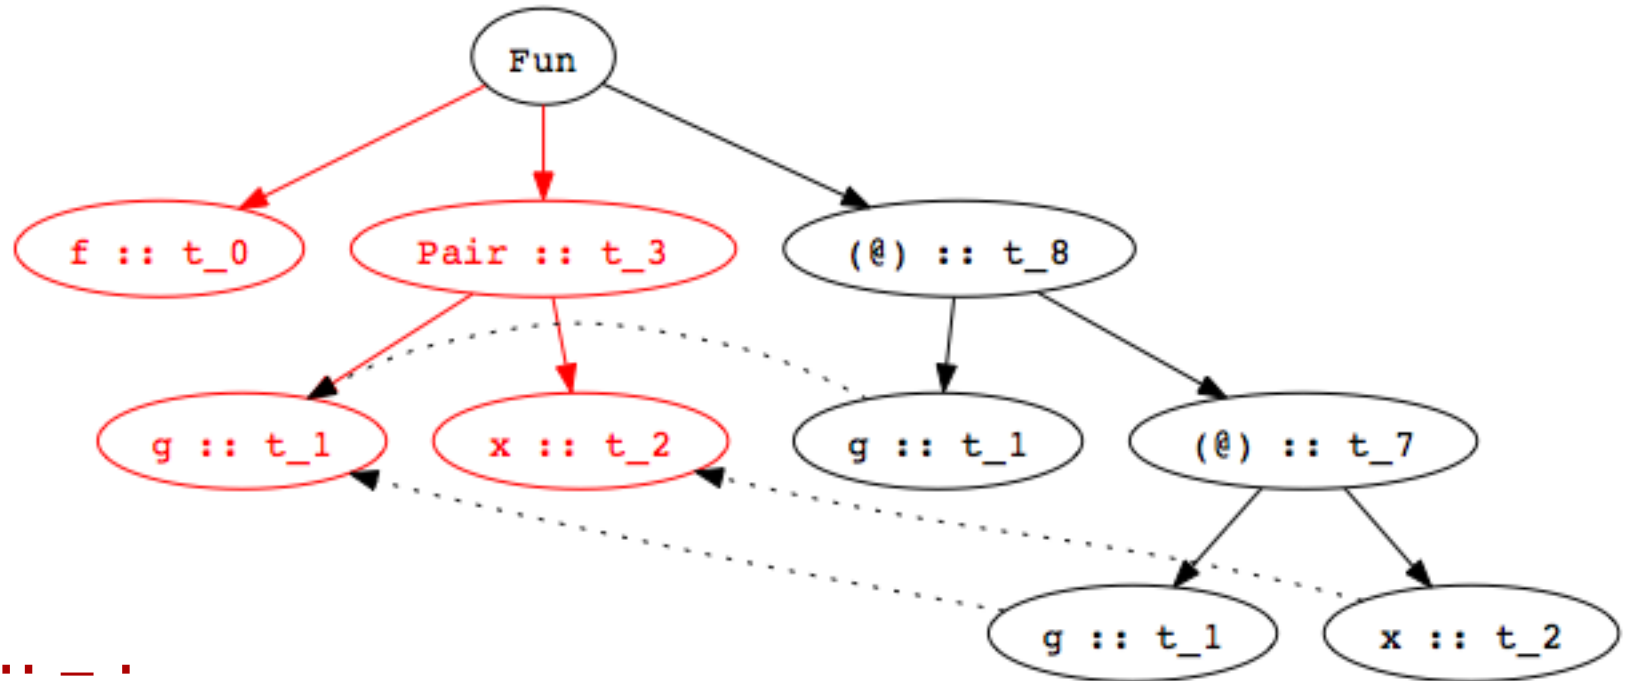 Fun
f :: t_0
Pair :: t_3
(@) :: t_8
g :: t_1
x :: t_2
g :: t_1
(@) :: t_7
g :: t_1
x :: t_2